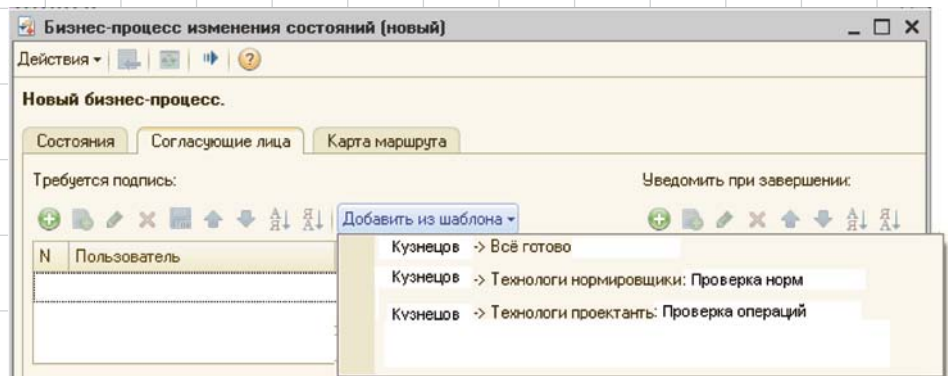 Бизнес-процесс изменения состояний (новый)
Действия
Новый бизнес-процесс.
Состояния Согласующие лица Карта маршрута
Требуется подпись: Уведомить при завершении:
Добавить из шаблона
N Пользователь
Кузнецов -> Всё готово
Кузнецов -> Технологи нормировщики: Проверка норм
Кузнецов -> Технологи проектанть: Проверка операций